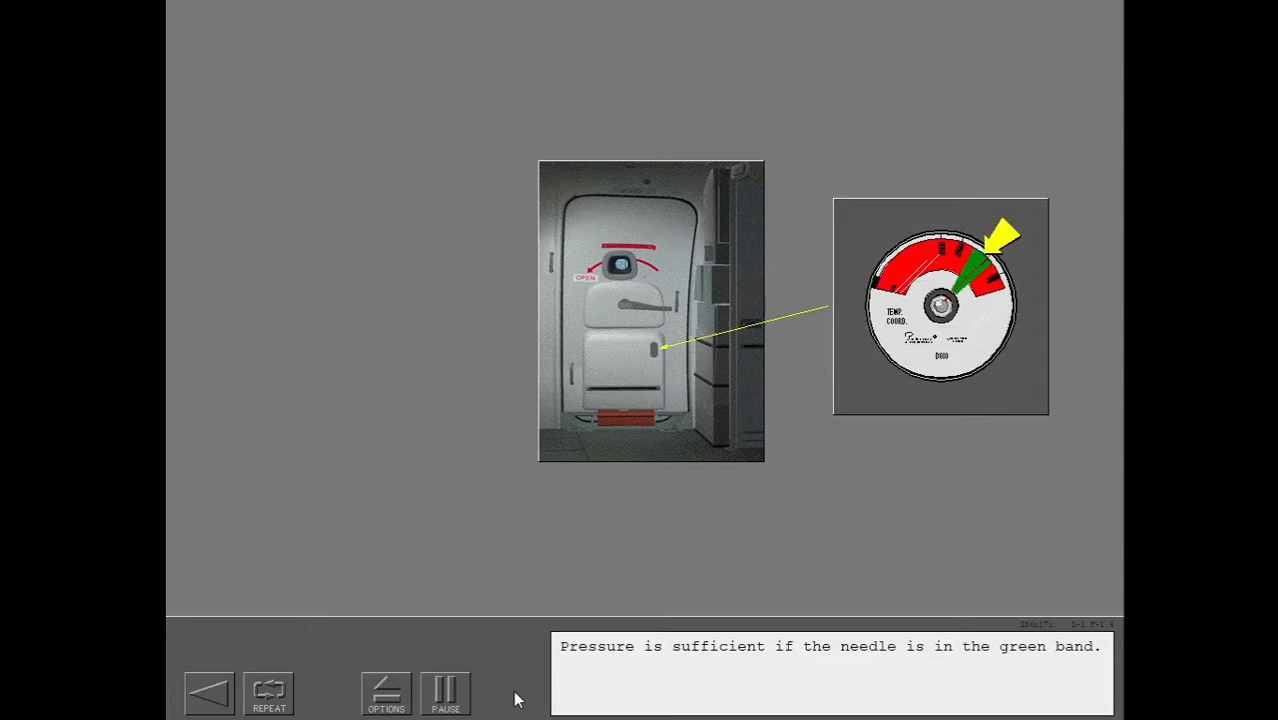 OPEN
TEMP.
COORD.
Pressure is sufficient if the needle is in the green band.
REPEAT
OPTIONS
PAUSE